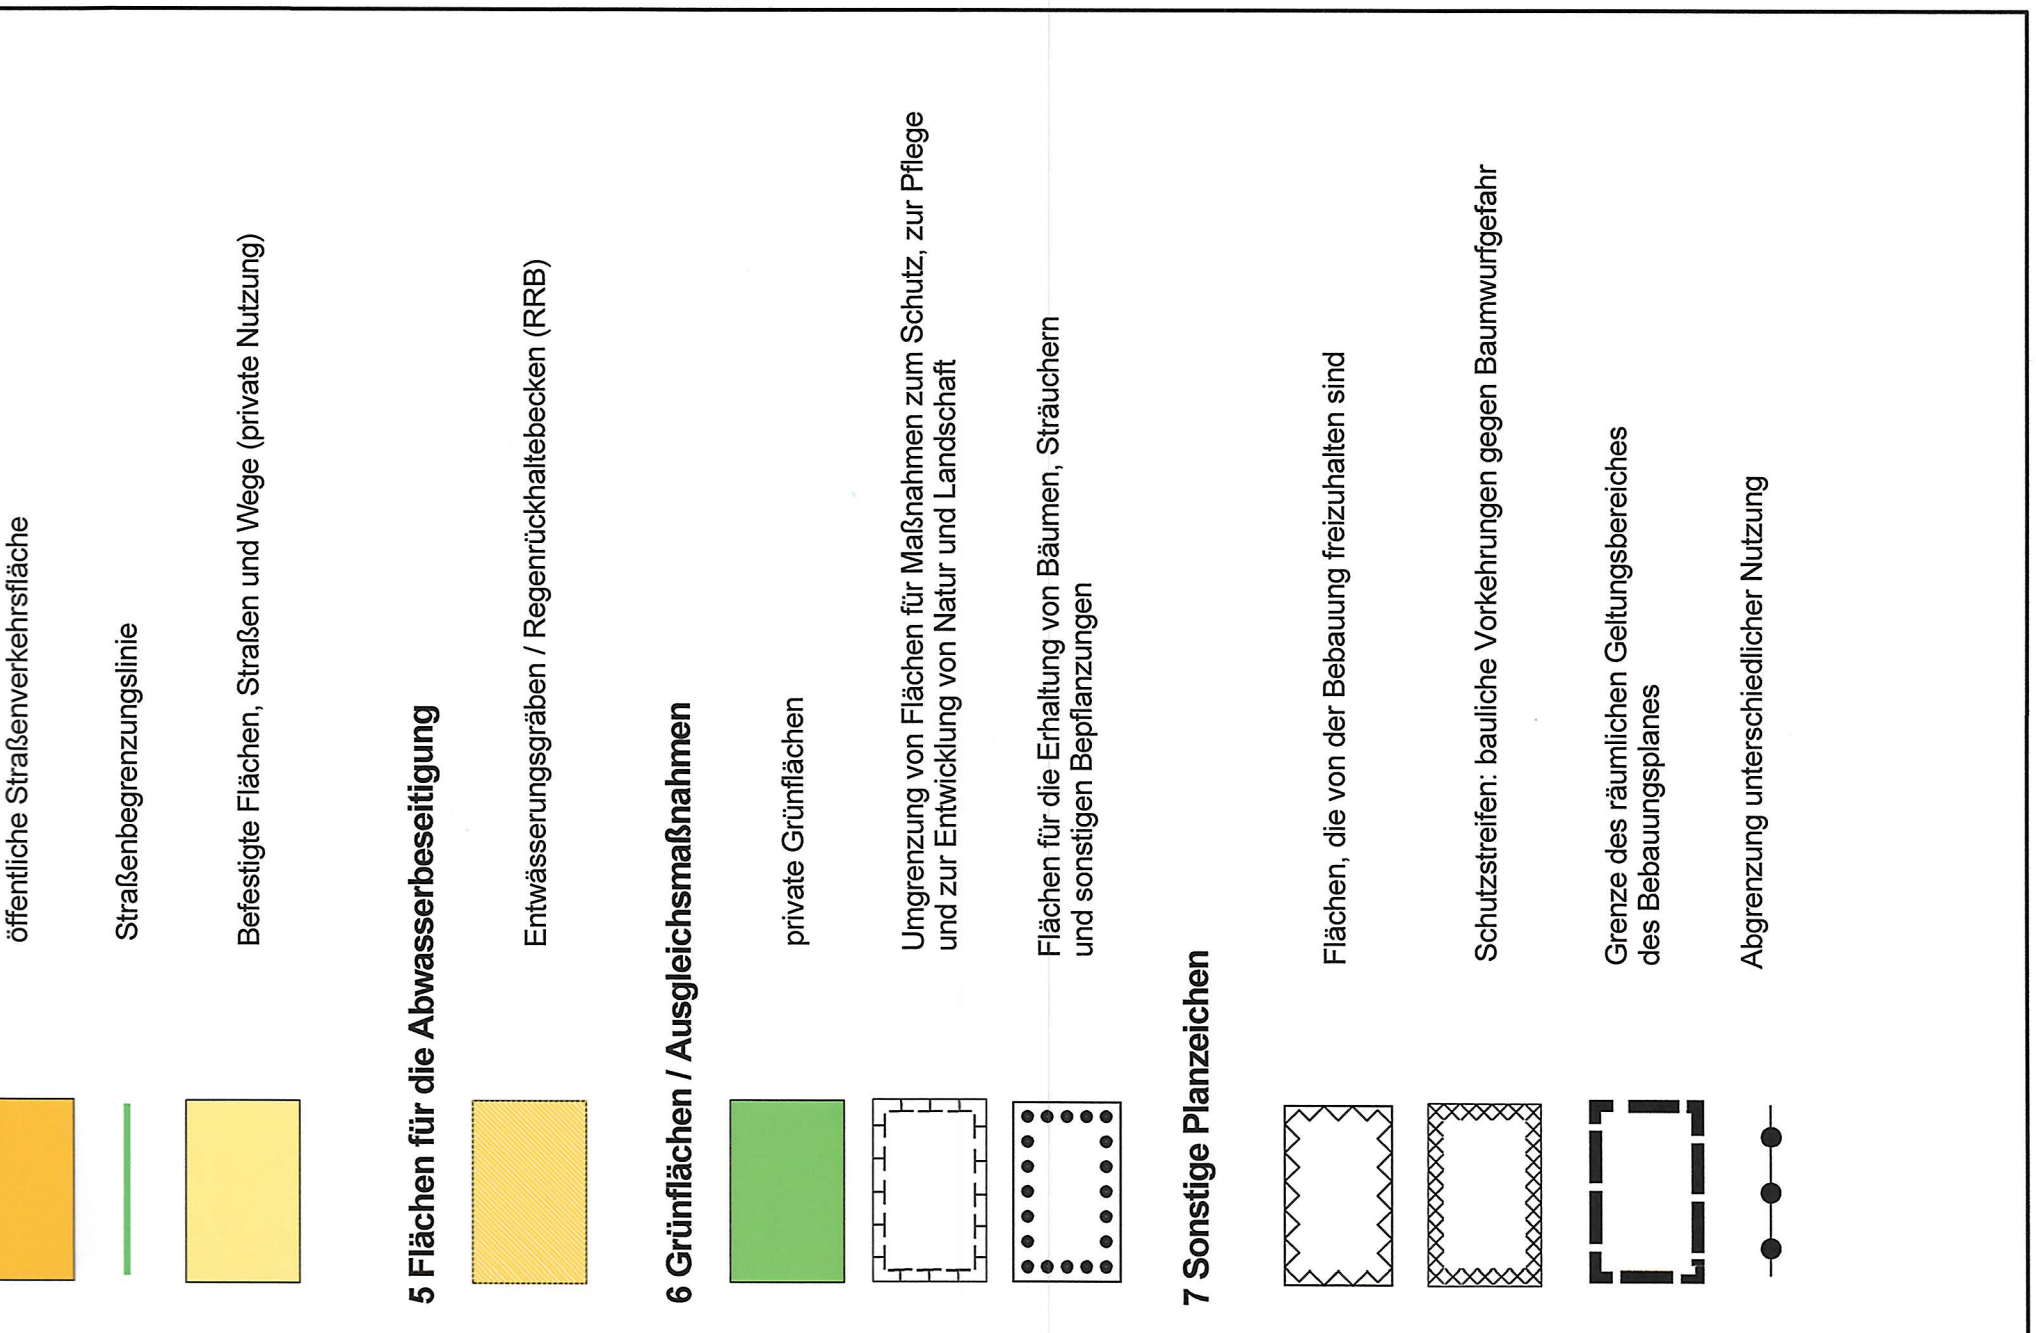 öffentliche Straßenverkehrsfläche
Straßenbegrenzungslinie
Befestigte Flächen, Straßen und Wege (private Nutzung)
5 Flächen für die Abwasserbeseitigung
Entwässerungsgräben / Regenrückhaltebecken (RRB)
6 Grünflächen / Ausgleichsmaßnahmen
private Grünflächen
Umgrenzung von Flächen für Maßnahmen zum Schutz, zur Pflege
und zur Entwicklung von Natur und Landschaft
Flächen für die Erhaltung von Bäumen, Sträuchern
und sonstigen Bepflanzungen
7 Sonstige Planzeichen
Flächen, die von der Bebauung freizuhalten sind
Schutzstreifen: bauliche Vorkehrungen gegen Baumwurfgefahr
Grenze des räumlichen Geltungsbereiches
des Bebauungsplanes
Abgrenzung unterschiedlicher Nutzung